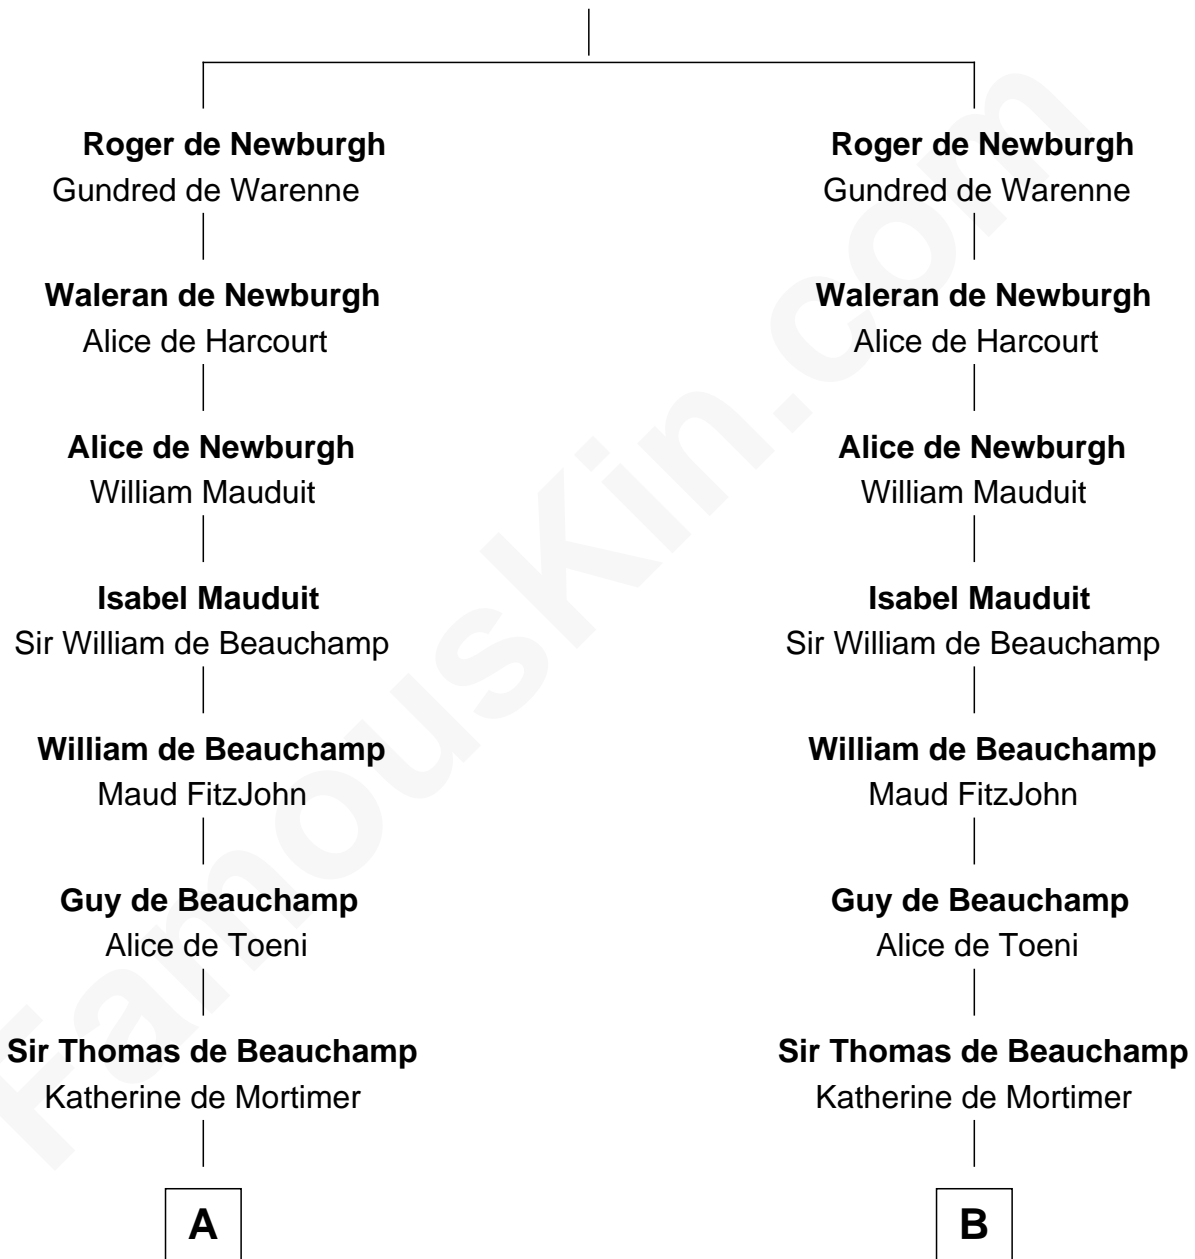 Roger de Newburgh
Gundred de Warenne
Waleran de Newburgh
Alice de Harcourt
Alice de Newburgh
William Mauduit
Isabel Mauduit
Sir William de Beauchamp
William de Beauchamp
Maud FitzJohn
Guy de Beauchamp
Alice de Toeni
Sir Thomas de Beauchamp
Katherine de Mortimer
A
Roger de Newburgh
Gundred de Warenne
Waleran de Newburgh
Alice de Harcourt
Alice de Newburgh
William Mauduit
Isabel Mauduit
Sir William de Beauchamp
William de Beauchamp
Maud FitzJohn
Guy de Beauchamp
Alice de Toeni
Sir Thomas de Beauchamp
Katherine de Mortimer
B
FamousKin.com